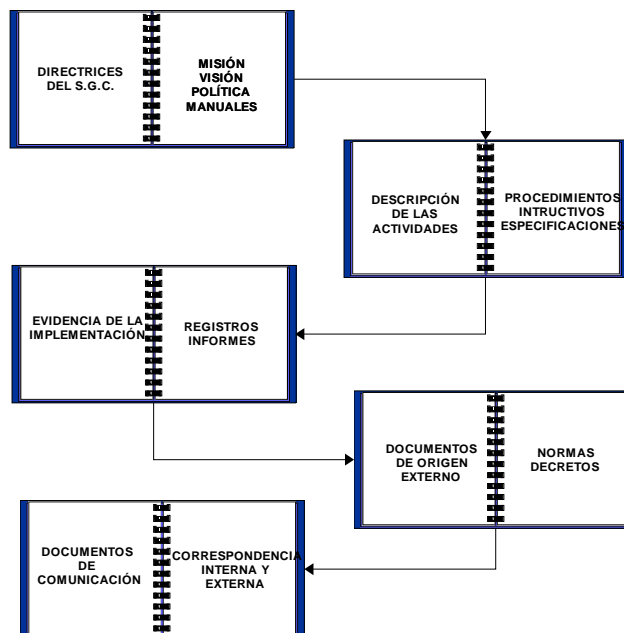 DIRECTRICES
DEL S.G.C.
MISIÓN
VISIÓN
POLÍTICA
MANUALES
DESCRIPCIÓN
DE LAS
ACTIVIDADES
PROCEDIMIENTOS
INTRUCTIVOS
ESPECIFICACIONES
EVIDENCIA DE LA
IMPLEMENTACIÓN
REGISTROS
INFORMES
DOCUMENTOS
DE ORIGEN
EXTERNO
NORMAS
DECRETOS
DOCUMENTOS
DE
COMUNICACIÓN
CORRESPONDENCIA
INTERNA Y
EXTERNA